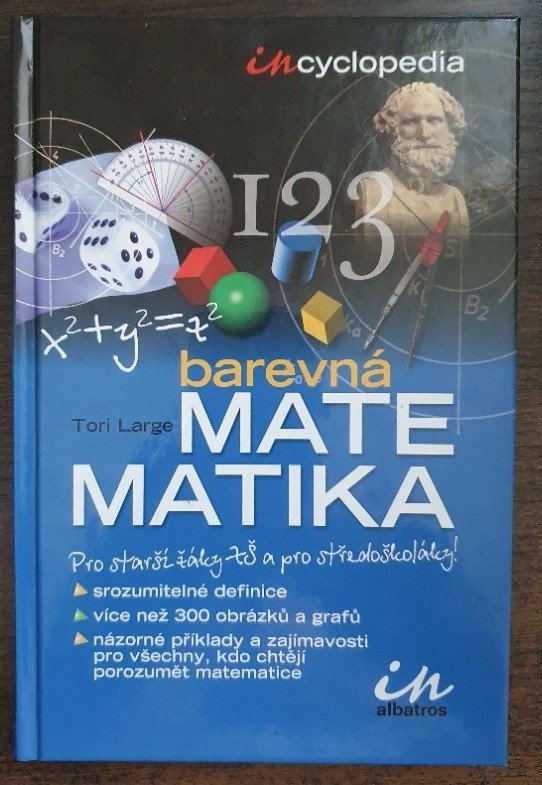 incyclopedia
123
x²+y²=z²
barevná
Tori Large
MATE
MATIKA
Pro starší žáky ZŠ a pro středoškoláky!
srozumitelné definice
více než 300 obrázků a grafů
názorné příklady a zajímavosti
pro všechny, kdo chtějí
porozumět matematice
in
albatros